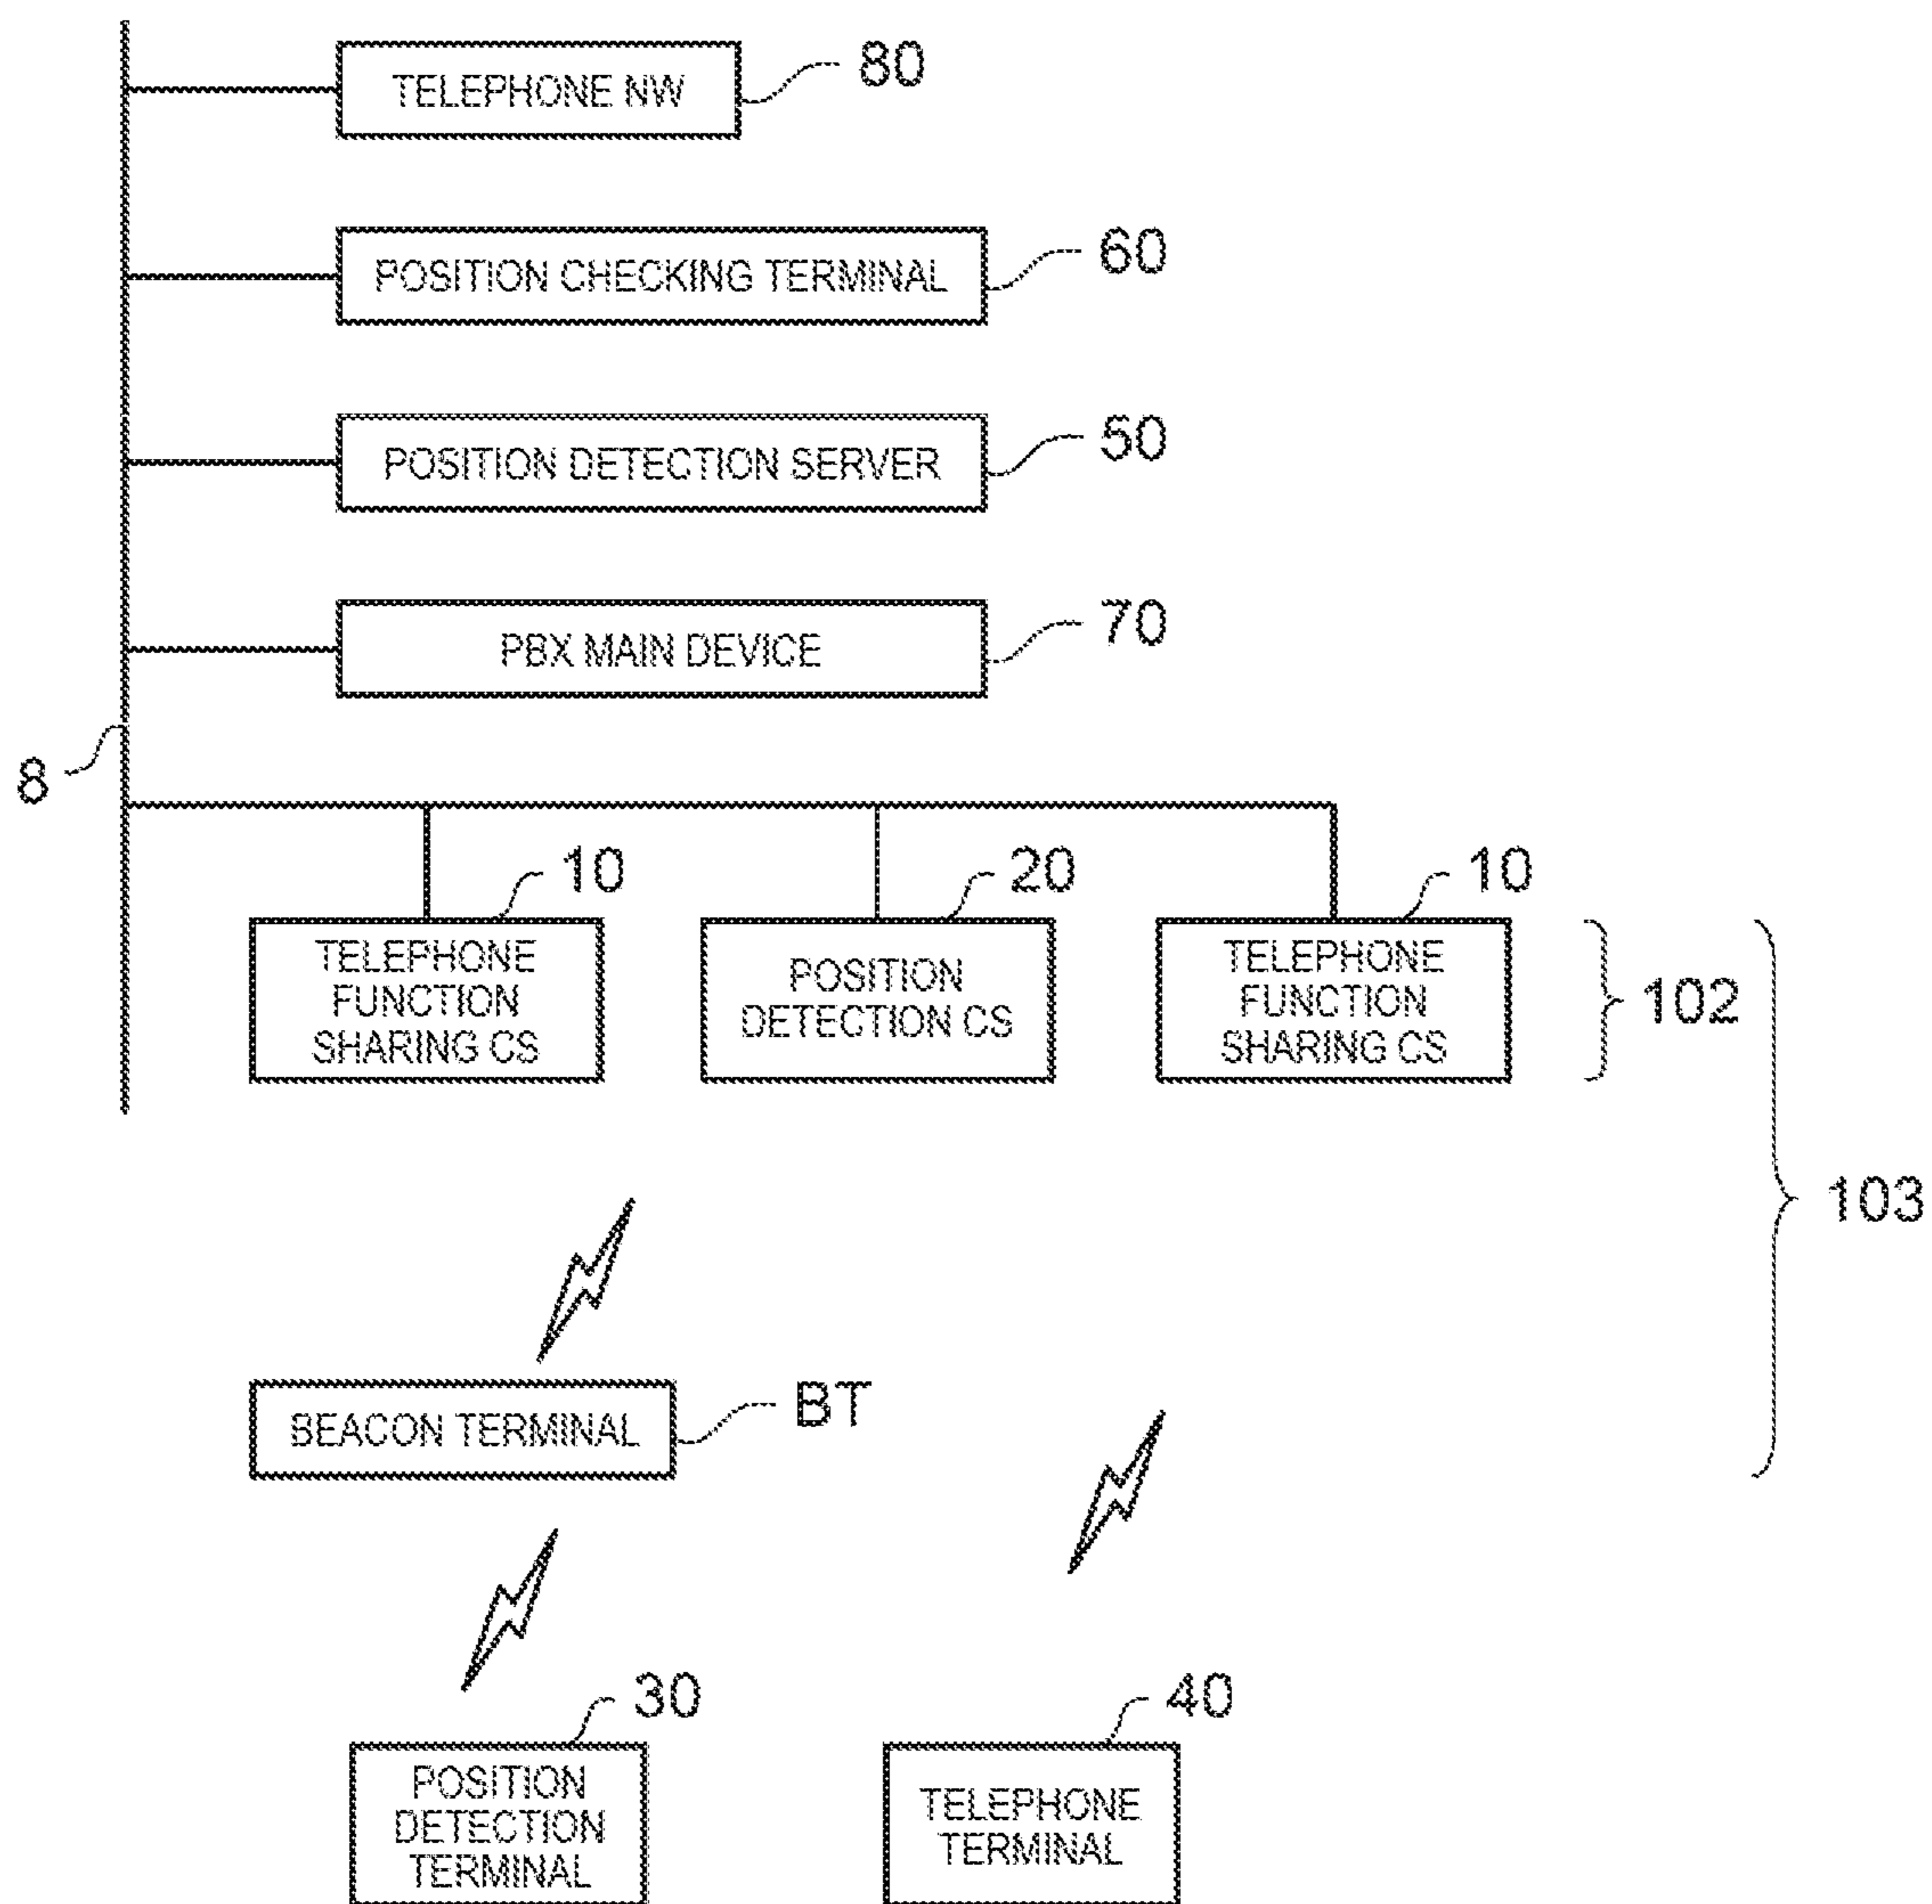 TELEPHONE NW
80
POSITION CHECKING TERMINAL
60
POSITION DETECTION SERVER
50
PBX MAIN DEVICE
70
8
10
20
10
TELEPHONE
FUNCTION
SHARING CS
POSITION
DETECTION CS
TELEPHONE
FUNCTION
SHARING CS
102
103
BEACON TERMINAL
BT
30
40
POSITION
DETECTION
TERMINAL
TELEPHONE
TERMINAL